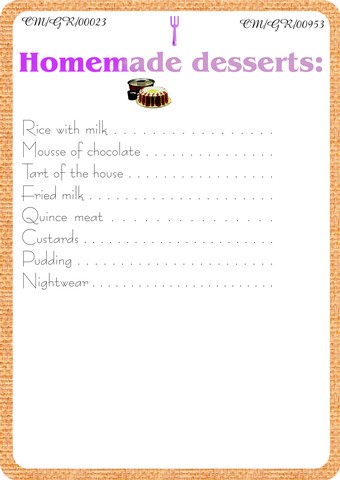 CM/GR/00023
CM/GR/00953
Homemade desserts:
Rice with milk . . . . . . . . . . . . . . . . . .
Mousse of chocolate . . . . . . . . . . . . . .
Tart of the house . . . . . . . . . . . . . . . .
Fried milk . . . . . . . . . . . . . . . . . . . . .
Quince meat . . . . . . . . . . . . . . . .
Custards . . . . . . . . . . . . . . . . . . . . . .
Pudding . . . . . . . . . . . . . . . . . . . . . .
Nightwear . . . . . . . . . . . . . . . . . . . . .